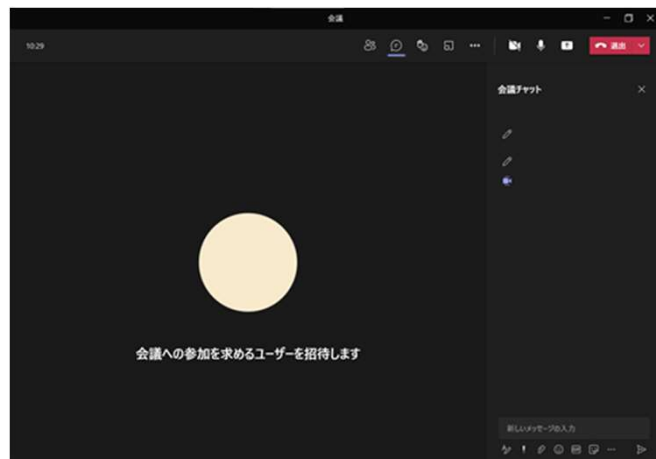 会議
10:29
退出
会議チャット
会議への参加を求めるユーザーを招待します
新しいメッセージの入力